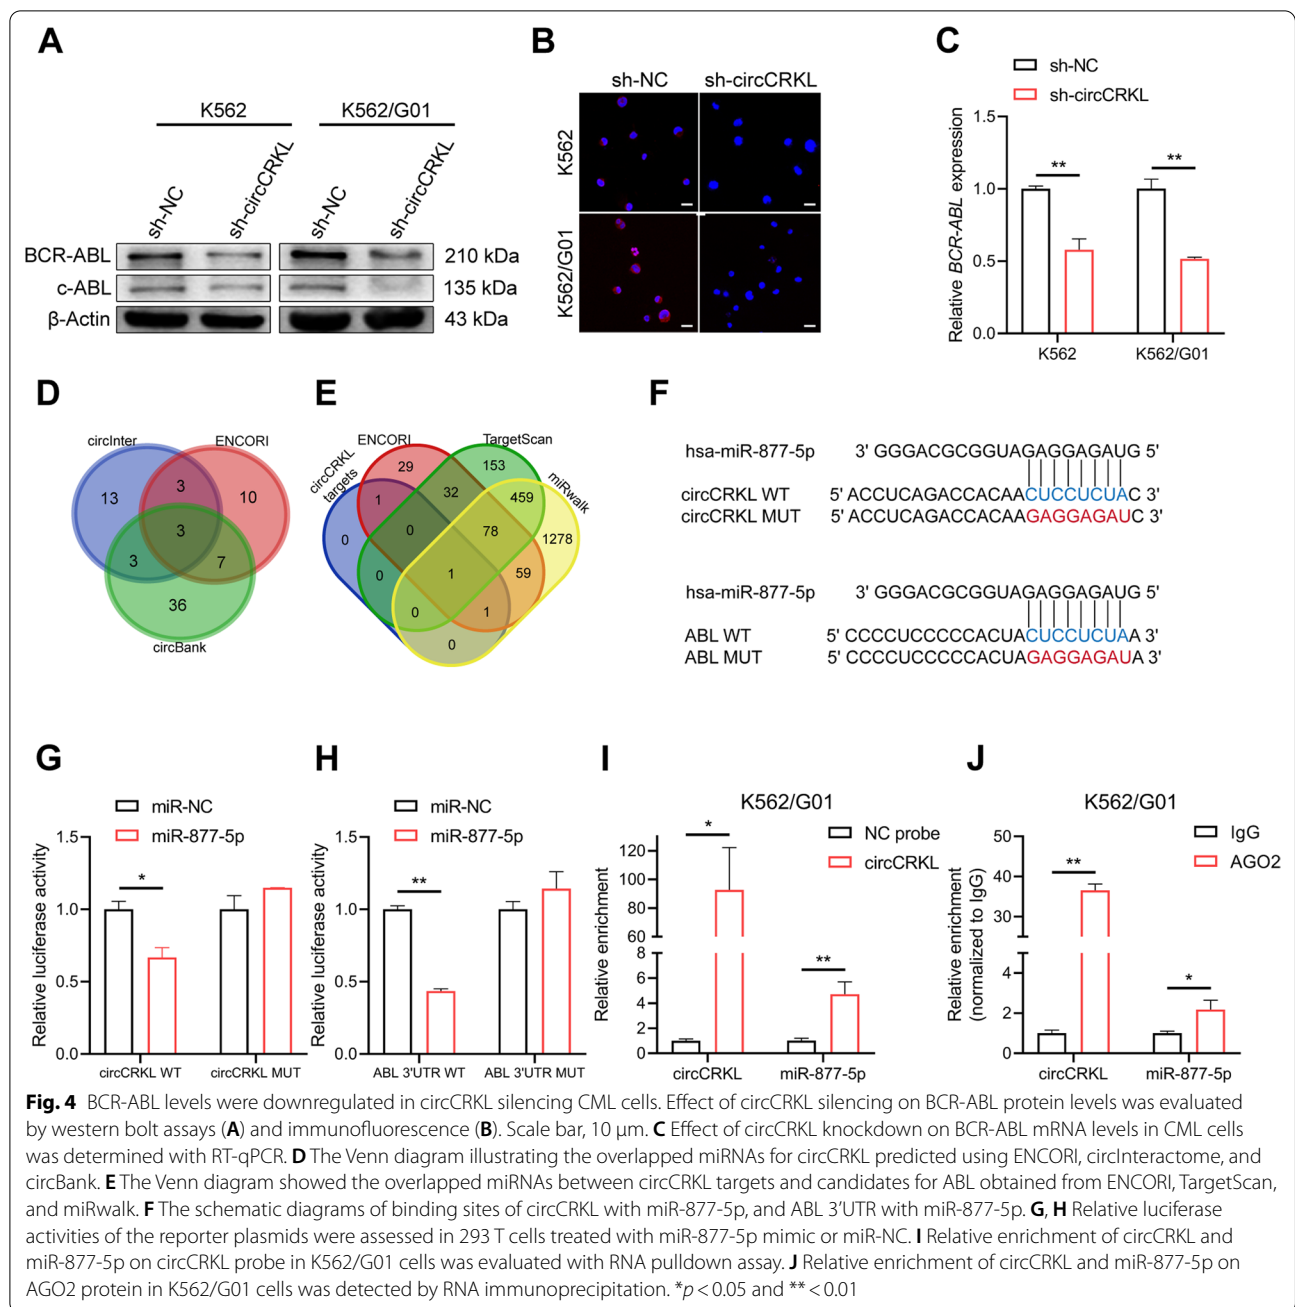 A
K562
K562/G01
sh-NC
sh-circCRKL
sh-NC
sh-circCRKL
BCR-ABL
210 kDa
c-ABL
135 kDa
β-Actin
43 kDa
B
sh-NC
sh-circCRKL
K562
K562/G01
C
sh-NC
sh-circCRKL
Relative BCR-ABL expression
1.5
1.0
0.5
0.0
**
**
K562
K562/G01
D
circInter
ENCORI
13
3
10
3
3
7
36
circBank
E
circCRKL
targets
ENCORI
TargetScan
miRwalk
29
153
1
32
459
0
0
78
1278
0
1
59
0
1
0
F
hsa-miR-877-5p 3' GGGACGCGGUAGAGGAGAUG 5'
circCRKL WT 5' ACCUCAGACCACAACUCCUCUAC 3'
circCRKL MUT 5' ACCUCAGACCACAAGAGGAGAUC 3'
hsa-miR-877-5p 3' GGGACGCGGUAGAGGAGAUG 5'
ABL WT 5' CCCCUCCCCCACUACUCCUCUAA 3'
ABL MUT 5' CCCCUCCCCCACUAGAGGAGAUA 3'
G
miR-NC
miR-877-5p
Relative luciferase activity
1.5
1.0
0.5
0.0
*
circCRKL WT
circCRKL MUT
H
miR-NC
miR-877-5p
Relative luciferase activity
1.5
1.0
0.5
0.0
**
ABL 3'UTR WT
ABL 3'UTR MUT
I
K562/G01
NC probe
circCRKL
Relative enrichment
120
100
80
60
8
6
4
2
0
*
**
circCRKL
miR-877-5p
J
K562/G01
IgG
AGO2
Relative enrichment
(normalized to IgG)
50
40
30
4
2
0
**
*
circCRKL
miR-877-5p
Fig. 4 BCR-ABL levels were downregulated in circCRKL silencing CML cells. Effect of circCRKL silencing on BCR-ABL protein levels was evaluated
by western bolt assays (A) and immunofluorescence (B). Scale bar, 10 μm. C Effect of circCRKL knockdown on BCR-ABL mRNA levels in CML cells
was determined with RT-qPCR. D The Venn diagram illustrating the overlapped miRNAs for circCRKL predicted using ENCORI, circInteractome, and
circBank. E The Venn diagram showed the overlapped miRNAs between circCRKL targets and candidates for ABL obtained from ENCORI, TargetScan,
and miRwalk. F The schematic diagrams of binding sites of circCRKL with miR-877-5p, and ABL 3'UTR with miR-877-5p. G, H Relative luciferase
activities of the reporter plasmids were assessed in 293 T cells treated with miR-877-5p mimic or miR-NC. I Relative enrichment of circCRKL and
miR-877-5p on circCRKL probe in K562/G01 cells was evaluated with RNA pulldown assay. J Relative enrichment of circCRKL and miR-877-5p on
AGO2 protein in K562/G01 cells was detected by RNA immunoprecipitation. *p < 0.05 and ** < 0.01